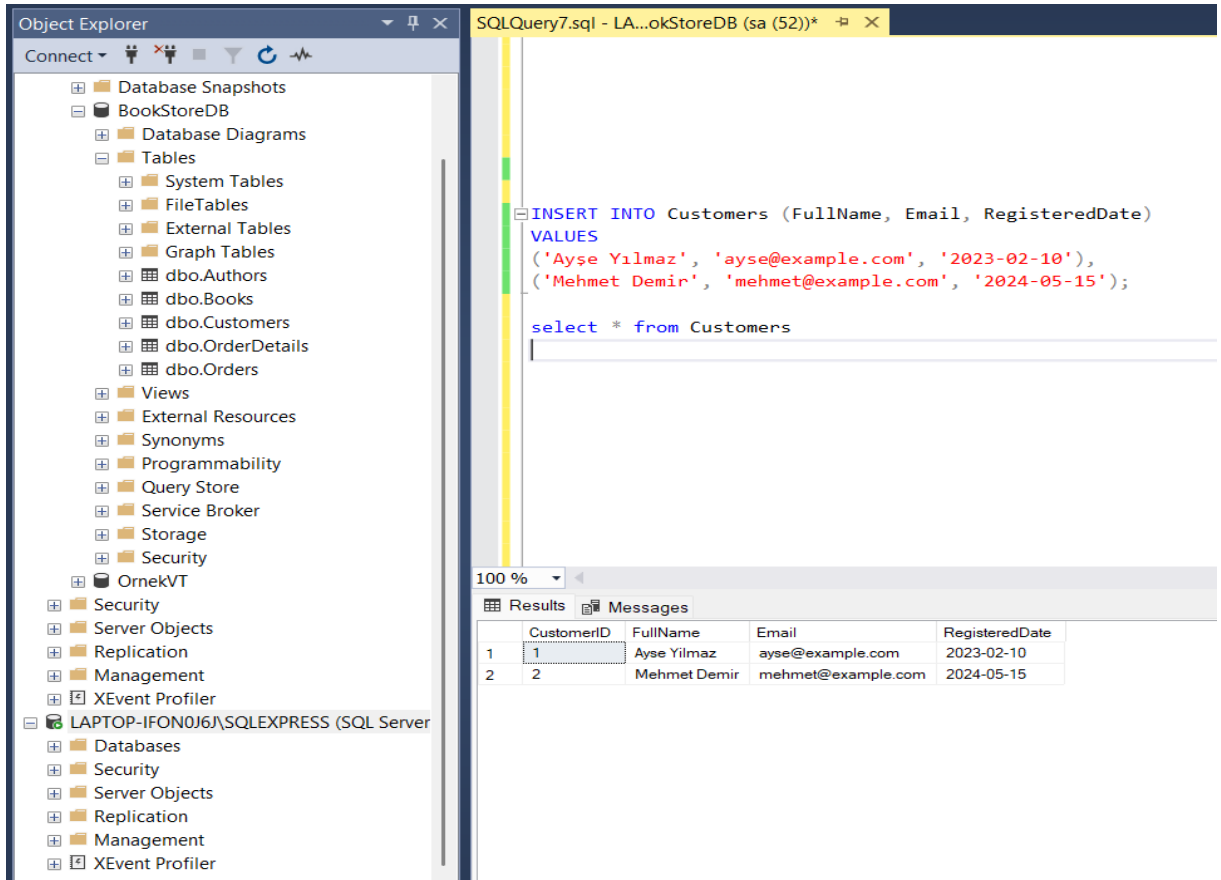 Object Explorer
Connect
Database Snapshots
BookStoreDB
Database Diagrams
Tables
System Tables
FileTables
External Tables
Graph Tables
dbo.Authors
dbo.Books
dbo.Customers
dbo.OrderDetails
dbo.Orders
Views
External Resources
Synonyms
Programmability
Query Store
Service Broker
Storage
Security
OrnekVT
Security
Server Objects
Replication
Management
XEvent Profiler
LAPTOP-IFON0J6J\SQLEXPRESS (SQL Server
Databases
Security
Server Objects
Replication
Management
XEvent Profiler
SQLQuery7.sql - LA...okStoreDB (sa (52))*
INSERT INTO Customers (FullName, Email, RegisteredDate)
VALUES
('Ayşe Yılmaz', 'ayse@example.com', '2023-02-10'),
('Mehmet Demir', 'mehmet@example.com', '2024-05-15');
select * from Customers
100 %
Results Messages
CustomerID FullName Email RegisteredDate
1 1 Ayse Yilmaz ayse@example.com 2023-02-10
2 2 Mehmet Demir mehmet@example.com 2024-05-15